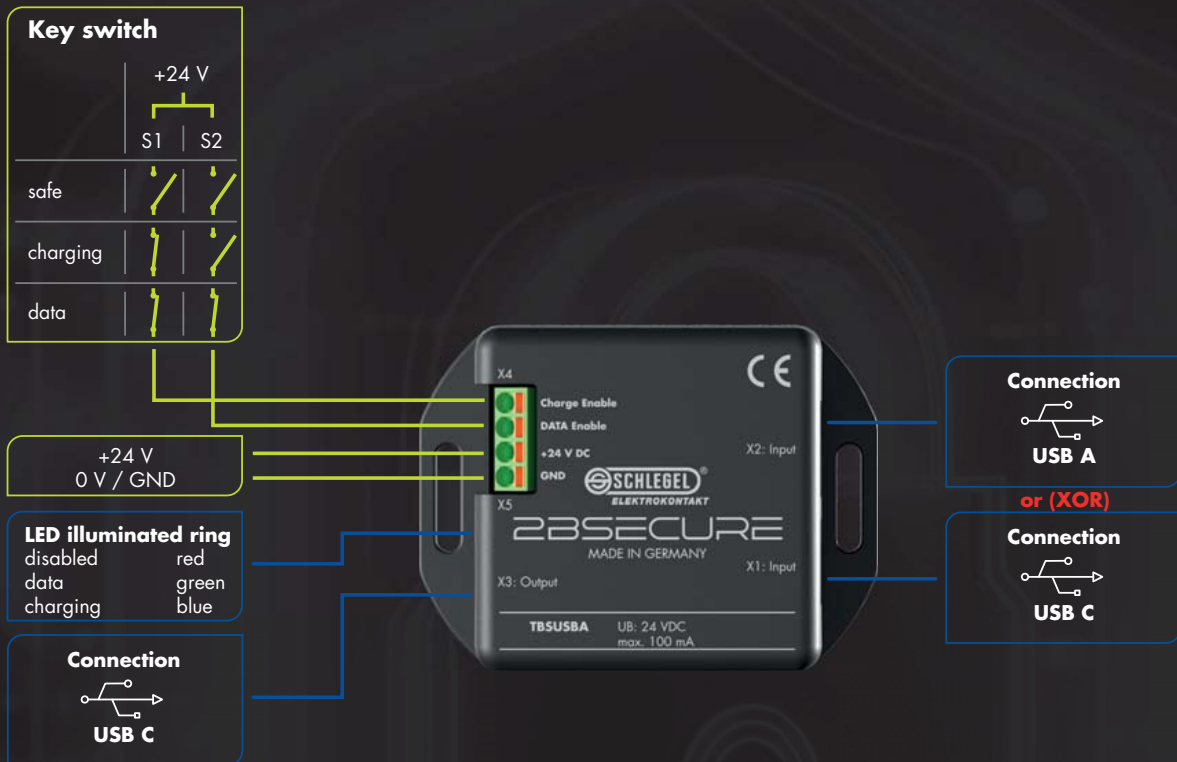 Key switch
+24 V
S1 S2
safe
charging
data
+24 V
0 V / GND
LED illuminated ring
disabled red
data green
charging blue
Connection
USB C
X4
Charge Enable
DATA Enable
+24 V DC
GND
X5
CE
X2: Input
SCHLEGEL®
ELEKTROKONTAKT
2BSECURE
MADE IN GERMANY
X1: Input
X3: Output
TBSUSBA UB: 24 VDC
max. 100 mA
Connection
USB A
or (XOR)
Connection
USB C